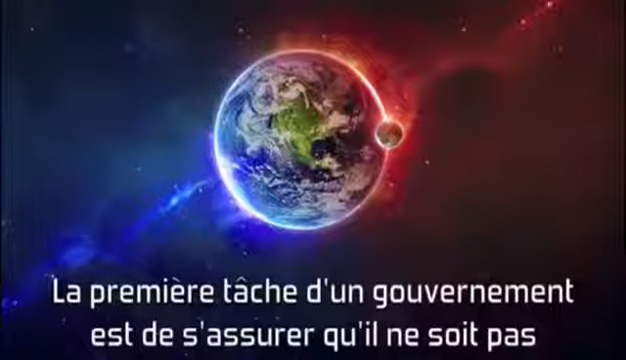 La première tâche d'un gouvernement
est de s'assurer qu'il ne soit pas